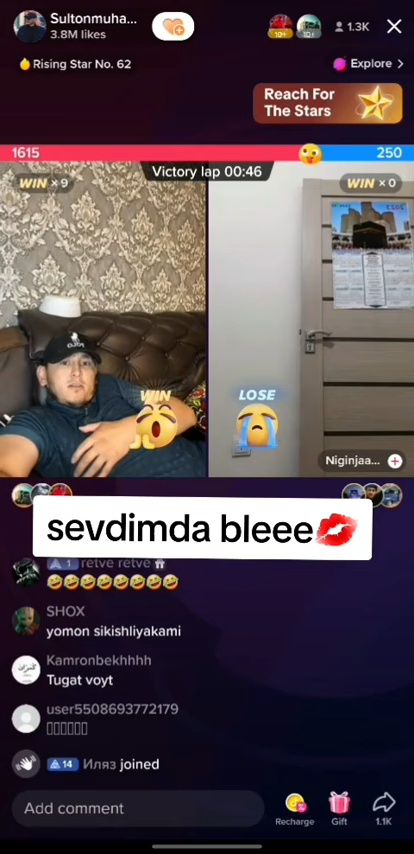 Sultonmuha...
3.8M likes
1.3K
Rising Star No. 62
Explore
Reach For
The Stars
1615
250
Victory lap 00:46
WIN x 9
WIN x 0
WIN
LOSE
Niginjaa...
sevdimda bleee💋
1 retve retve
🤣🤣🤣🤣🤣🤣🤣🤣
SHOX
yomon sikishliyakami
Kamronbekhhhh
Tugat voyt
user5508693772179
14 Иляз joined
Add comment
Recharge
Gift
1.1K